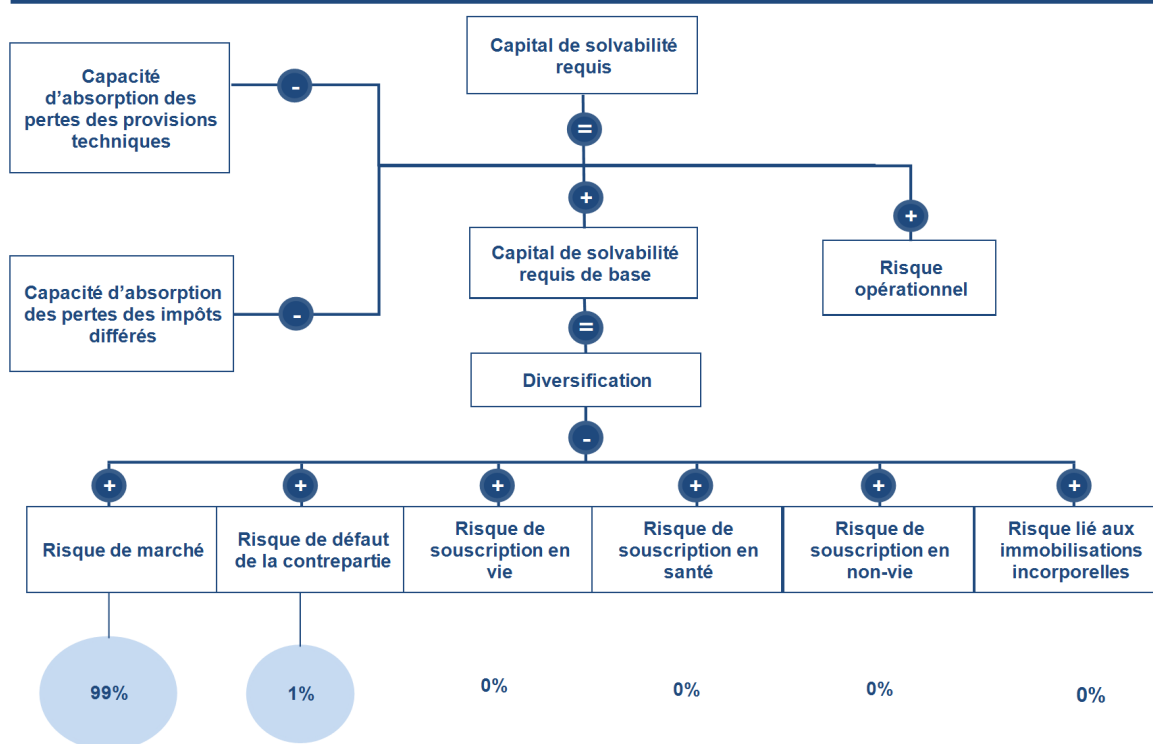 Capital de solvabilité
requis
Capacité
d'absorption des
pertes des provisions
techniques
-
=
+
+
Capital de solvabilité
requis de base
Risque
opérationnel
Capacité d'absorption
des pertes des impôts
différés
-
=
Diversification
-
+
+
+
+
+
+
Risque de marché
Risque de défaut
de la contrepartie
Risque de
souscription en
vie
Risque de
souscription en
santé
Risque de
souscription en
non-vie
Risque lié aux
immobilisations
incorporelles
99%
1%
0%
0%
0%
0%